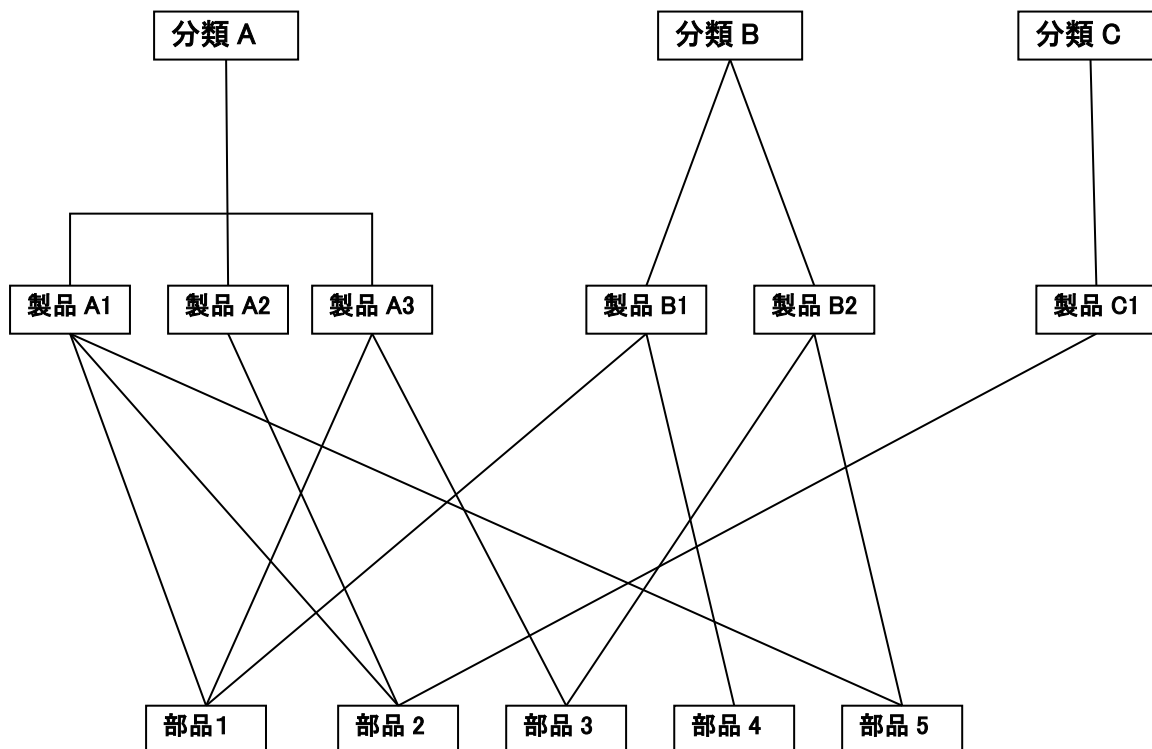 分類 A
分類 B
分類 C
製品 A1
製品 A2
製品 A3
製品 B1
製品 B2
製品 C1
部品1
部品 2
部品 3
部品 4
部品 5